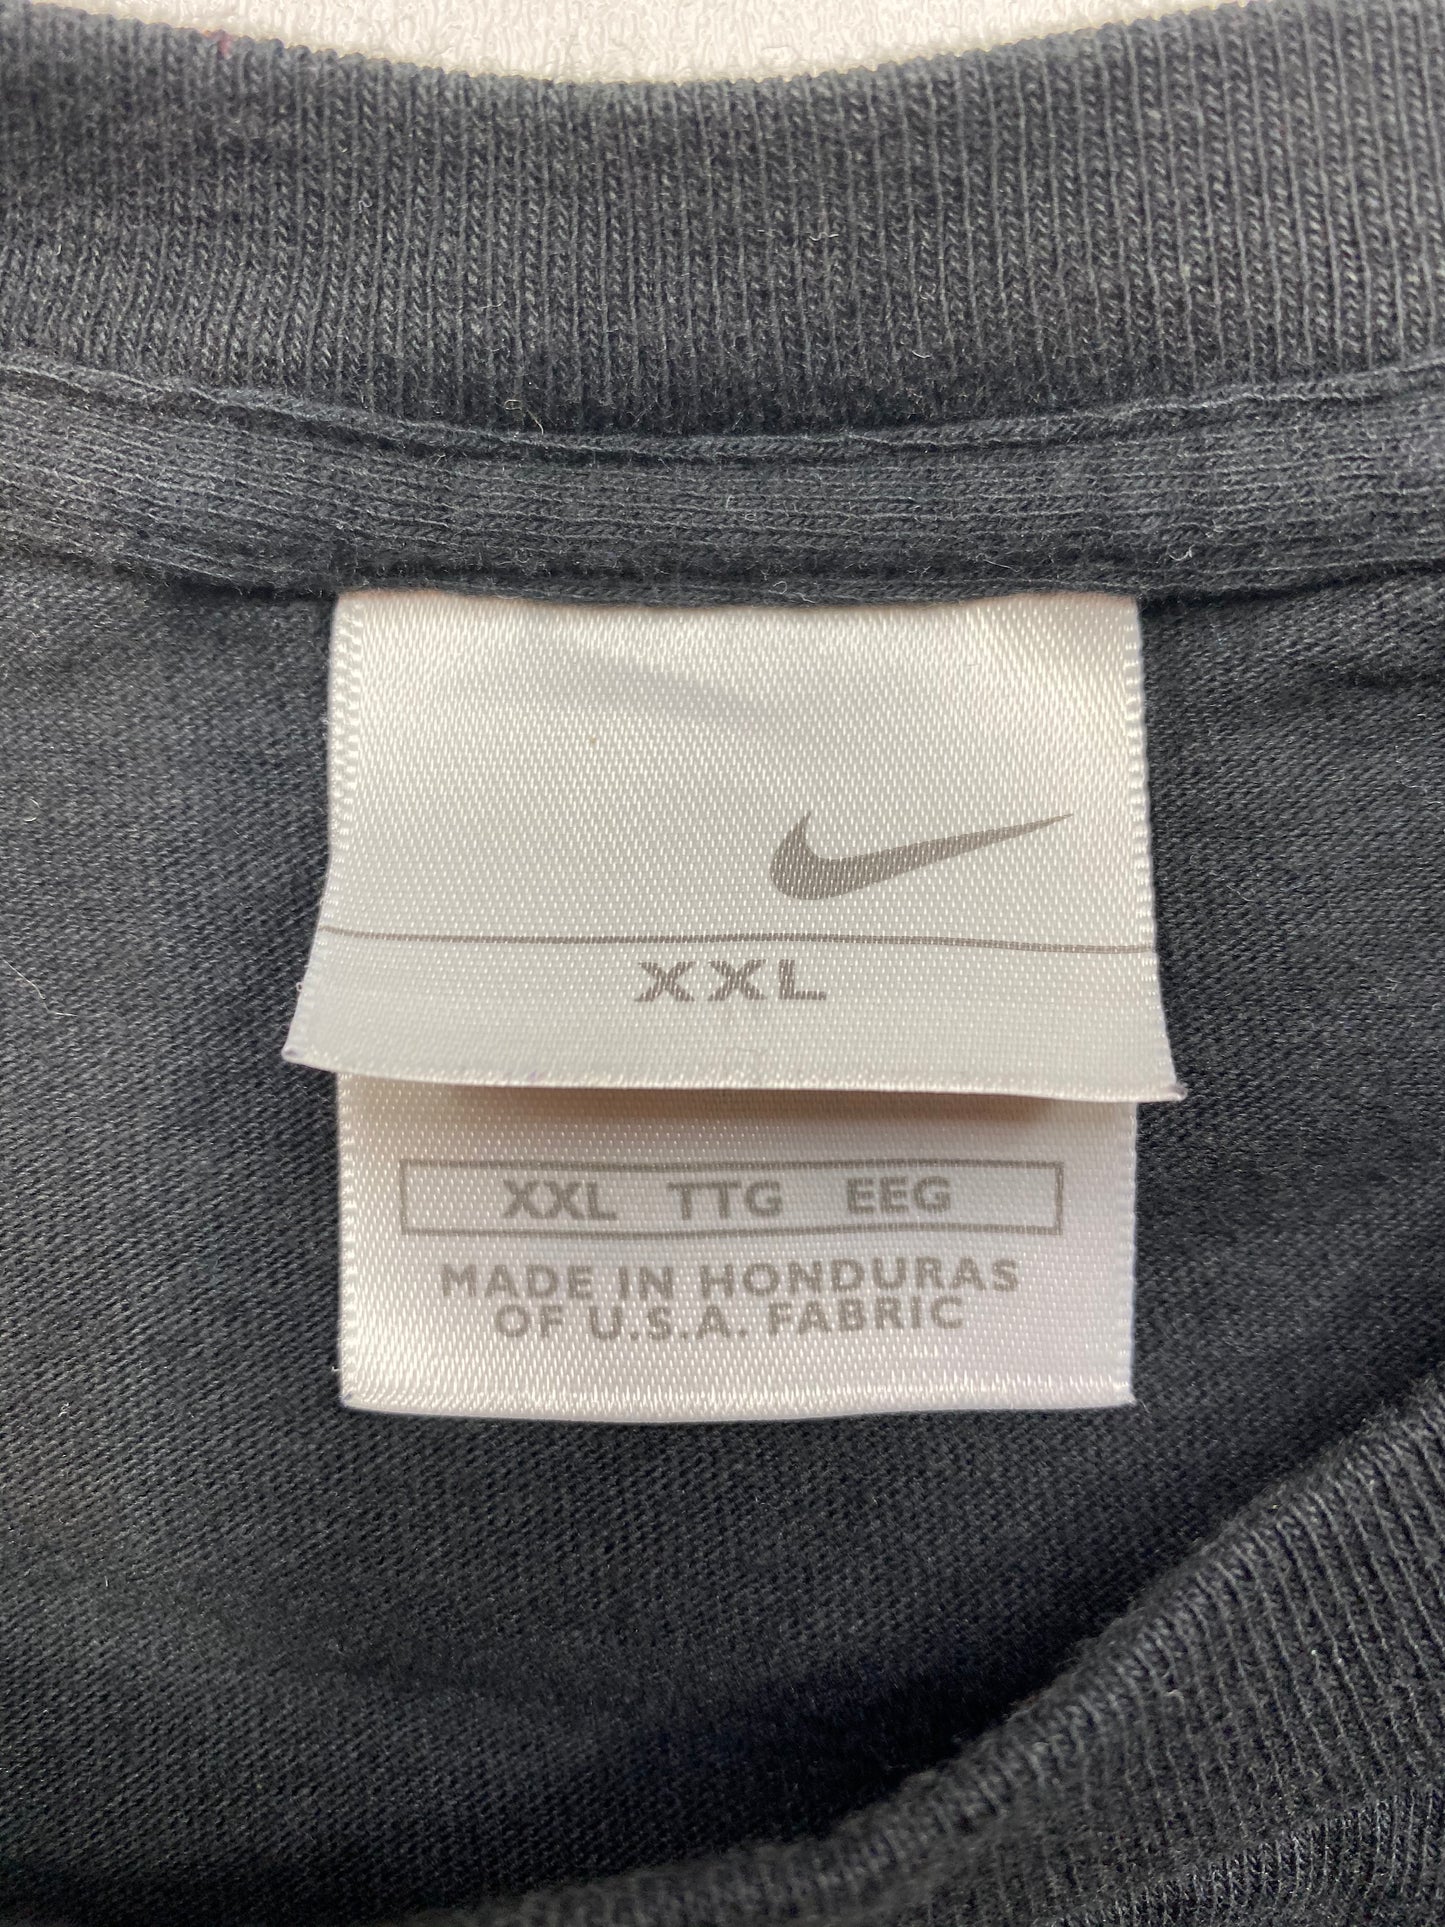 XXL
XXL TTG EEG
MADE IN HONDURAS
OF U.S.A. FABRIC